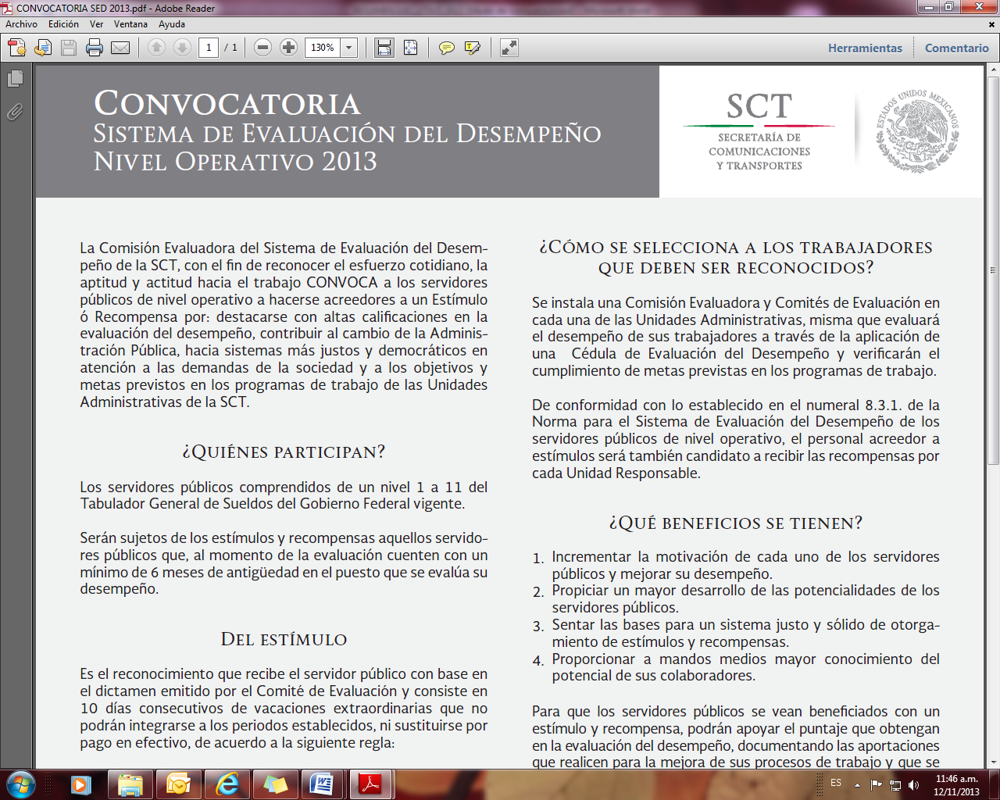 CONVOCATORIA SED 2013.pdf - Adobe Reader
Archivo Edición Ver Ventana Ayuda
1 / 1 130% Herramientas Comentario
CONVOCATORIA
SISTEMA DE EVALUACIÓN DEL DESEMPEÑO
NIVEL OPERATIVO 2013
SCT
SECRETARÍA DE
COMUNICACIONES
Y TRANSPORTES
ESTADOS UNIDOS MEXICANOS
La Comisión Evaluadora del Sistema de Evaluación del Desem-
peño de la SCT, con el fin de reconocer el esfuerzo cotidiano, la
aptitud y actitud hacia el trabajo CONVOCA a los servidores
públicos de nivel operativo a hacerse acreedores a un Estímulo
ó Recompensa por: destacarse con altas calificaciones en la
evaluación del desempeño, contribuir al cambio de la Adminis-
tración Pública, hacia sistemas más justos y democráticos en
atención a las demandas de la sociedad y a los objetivos y
metas previstos en los programas de trabajo de las Unidades
Administrativas de la SCT.
¿QUIÉNES PARTICIPAN?
Los servidores públicos comprendidos de un nivel 1 a 11 del
Tabulador General de Sueldos del Gobierno Federal vigente.
Serán sujetos de los estímulos y recompensas aquellos servido-
res públicos que, al momento de la evaluación cuenten con un
mínimo de 6 meses de antigüedad en el puesto que se evalúa su
desempeño.
DEL ESTÍMULO
Es el reconocimiento que recibe el servidor público con base en
el dictamen emitido por el Comité de Evaluación y consiste en
10 días consecutivos de vacaciones extraordinarias que no
podrán integrarse a los periodos establecidos, ni sustituirse por
pago en efectivo, de acuerdo a la siguiente regla:
¿CÓMO SE SELECCIONA A LOS TRABAJADORES
QUE DEBEN SER RECONOCIDOS?
Se instala una Comisión Evaluadora y Comités de Evaluación en
cada una de las Unidades Administrativas, misma que evaluará
el desempeño de sus trabajadores a través de la aplicación de
una Cédula de Evaluación del Desempeño y verificarán el
cumplimiento de metas previstas en los programas de trabajo.
De conformidad con lo establecido en el numeral 8.3.1. de la
Norma para el Sistema de Evaluación del Desempeño de los
servidores públicos de nivel operativo, el personal acreedor a
estímulos será también candidato a recibir las recompensas por
cada Unidad Responsable.
¿QUÉ BENEFICIOS SE TIENEN?
1. Incrementar la motivación de cada uno de los servidores
públicos y mejorar su desempeño.
2. Propiciar un mayor desarrollo de las potencialidades de los
servidores públicos.
3. Sentar las bases para un sistema justo y sólido de otorga-
miento de estímulos y recompensas.
4. Proporcionar a mandos medios mayor conocimiento del
potencial de sus colaboradores.
Para que los servidores públicos se vean beneficiados con un
estímulo y recompensa, podrán apoyar el puntaje que obtengan
en la evaluación del desempeño, documentando las aportaciones
que realicen para la mejora de sus procesos de trabajo y que se
ES 11:46 a.m.
12/11/2013